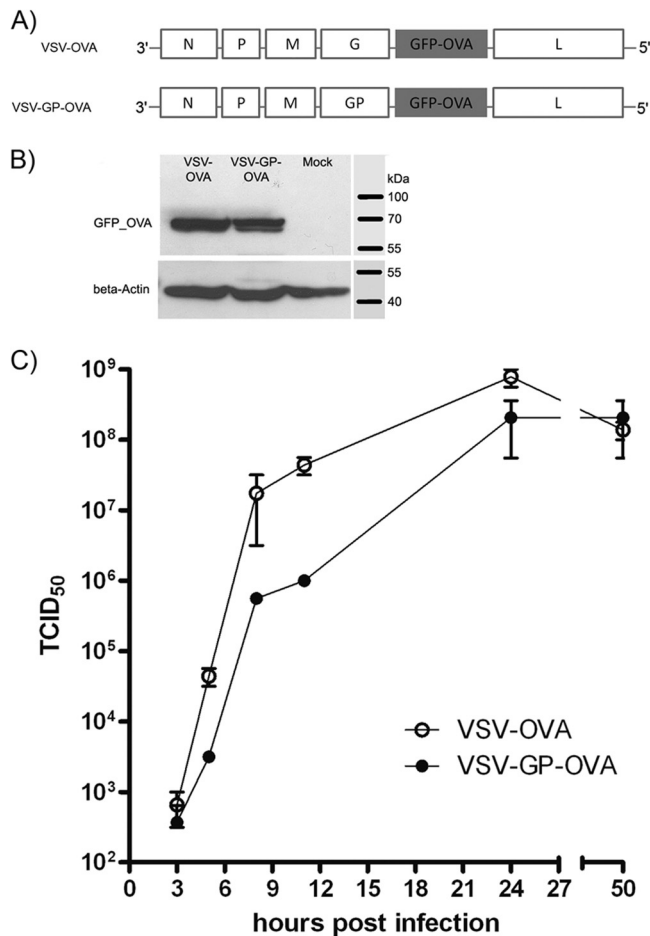 A)
VSV-OVA 3' N P M G GFP-OVA L 5'
VSV-GP-OVA 3' N P M GP GFP-OVA L 5'
B)
VSV-OVA VSV-GP-OVA Mock kDa
100
GFP_OVA 70
55
55
beta-Actin 40
C)
10⁹
10⁸
10⁷
10⁶
10⁵
10⁴
10³
10²
TCID₅₀
VSV-OVA
VSV-GP-OVA
0 3 6 9 12 15 18 21 24 27 50
hours post infection